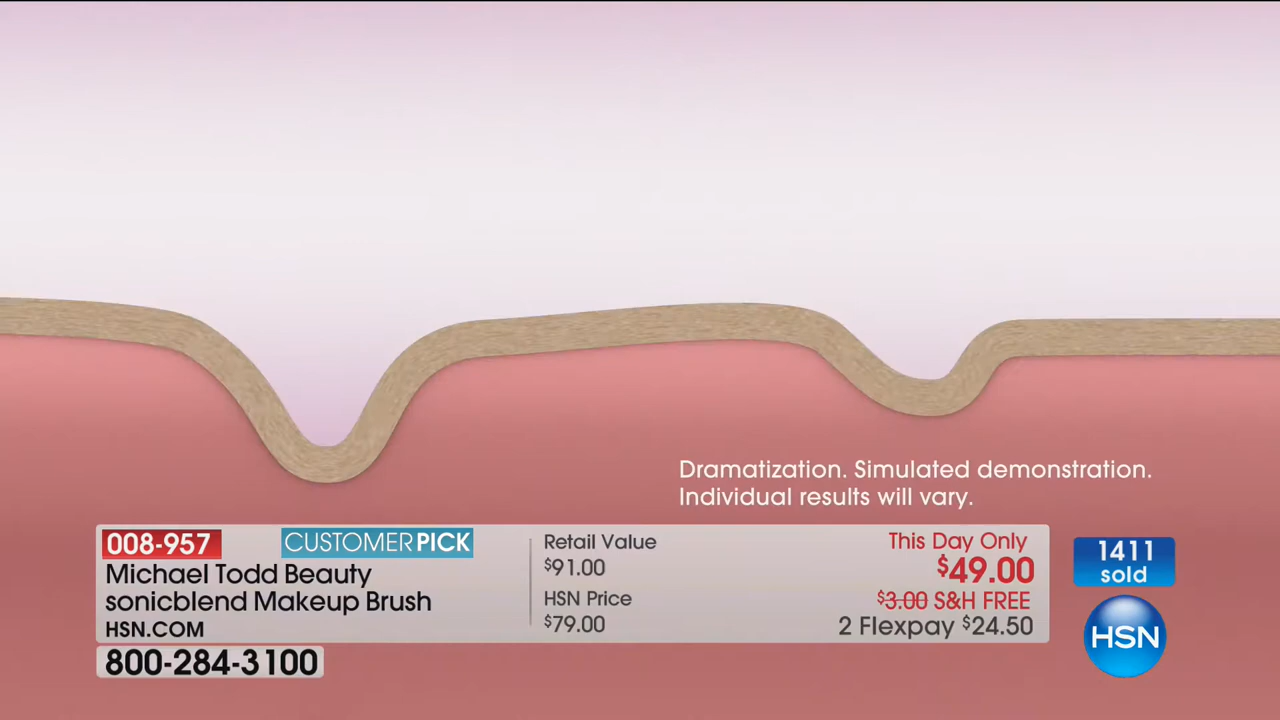 Dramatization. Simulated demonstration.
Individual results will vary.
008-957
CUSTOMERPICK
Michael Todd Beauty
sonicblend Makeup Brush
HSN.COM
800-284-3100
Retail Value
$91.00
HSN Price
$79.00
This Day Only
$49.00
$3.00 S&H FREE
2 Flexpay $24.50
1411
sold
HSN